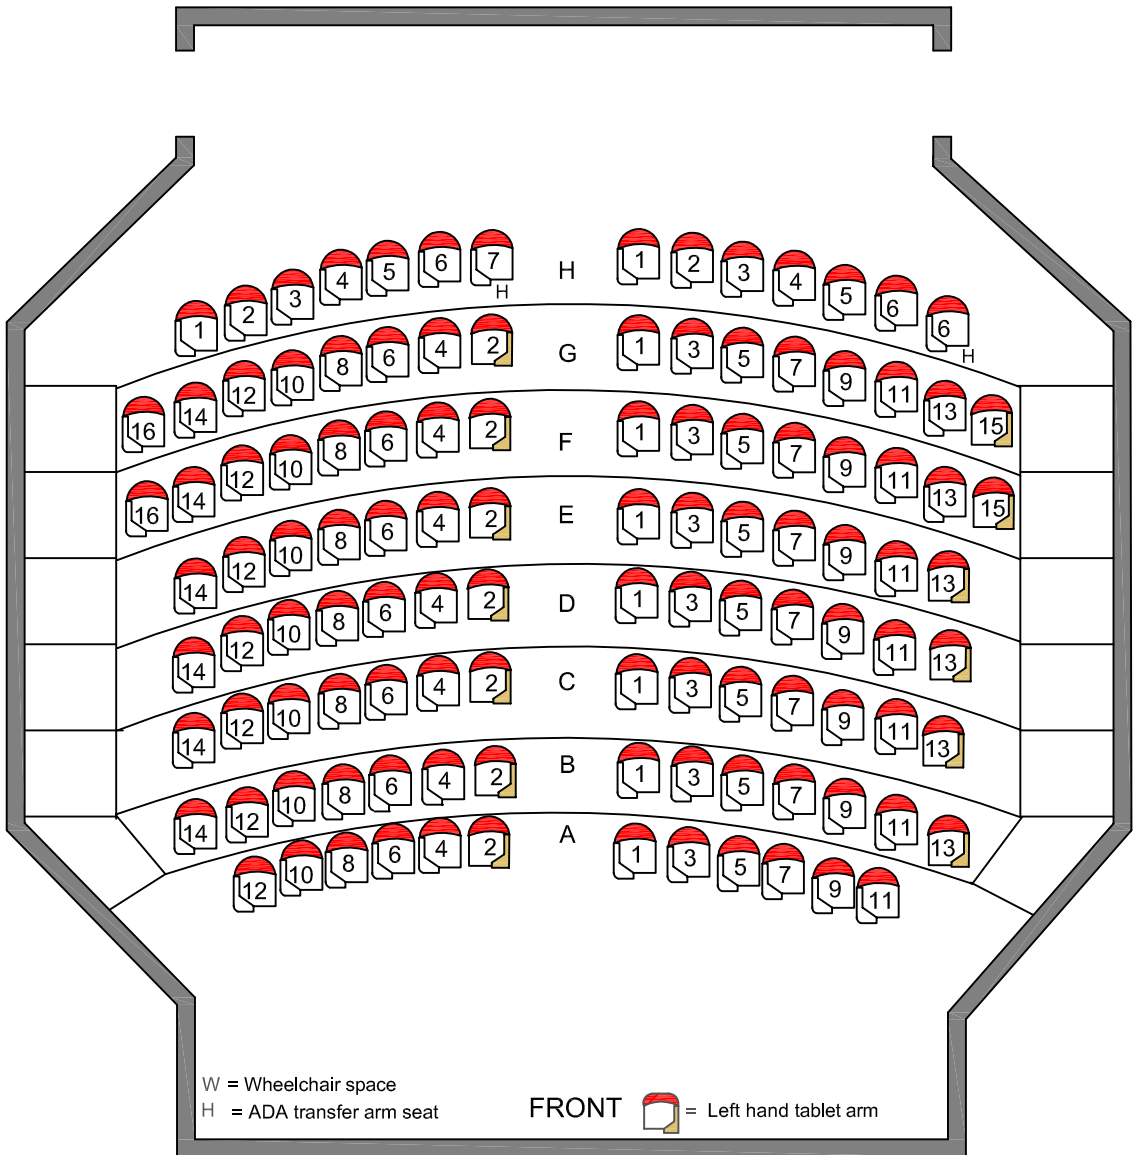 1 2 3 4 5 6 7 H 1 2 3 4 5 6 6
H H
16 14 12 10 8 6 4 2 G 1 3 5 7 9 11 13 15
16 14 12 10 8 6 4 2 F 1 3 5 7 9 11 13 15
14 12 10 8 6 4 2 E 1 3 5 7 9 11 13
14 12 10 8 6 4 2 D 1 3 5 7 9 11 13
14 12 10 8 6 4 2 C 1 3 5 7 9 11 13
14 12 10 8 6 4 2 B 1 3 5 7 9 11 13
12 10 8 6 4 2 A 1 3 5 7 9 11
W = Wheelchair space
H = ADA transfer arm seat
FRONT = Left hand tablet arm